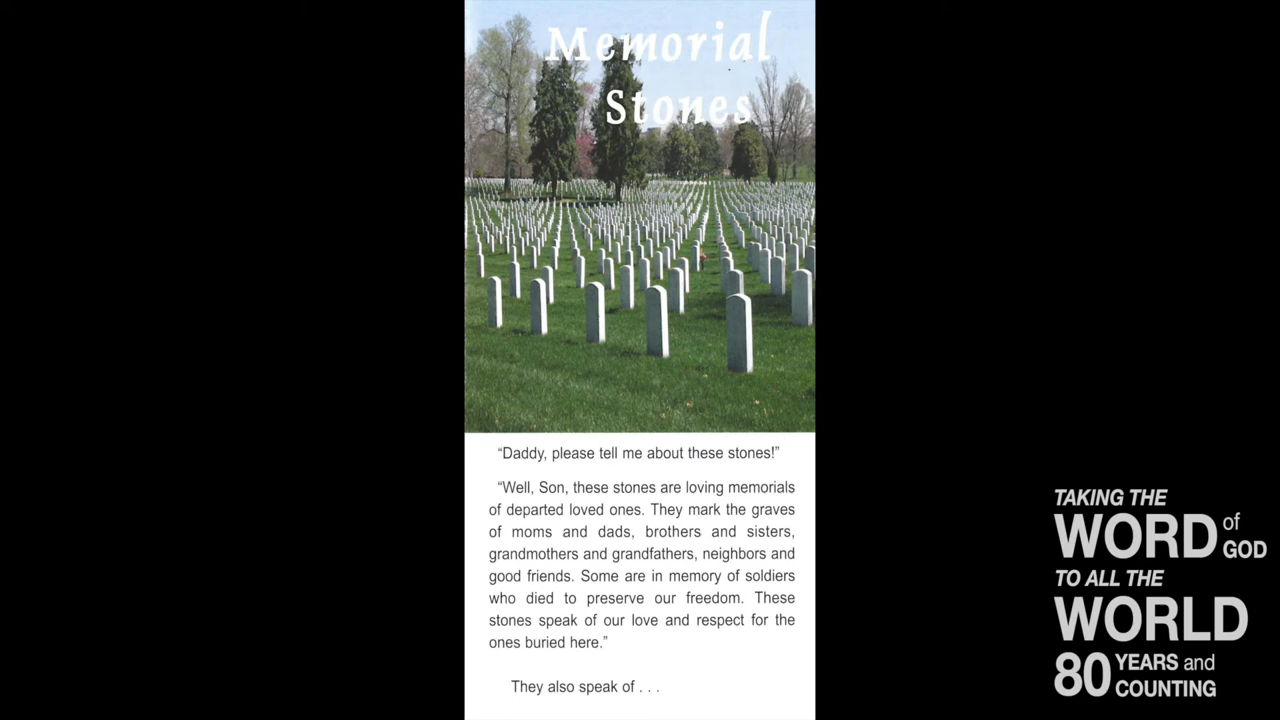 Memorial
Stones
“Daddy, please tell me about these stones!”
“Well, Son, these stones are loving memorials
of departed loved ones. They mark the graves
of moms and dads, brothers and sisters,
grandmothers and grandfathers, neighbors and
good friends. Some are in memory of soldiers
who died to preserve our freedom. These
stones speak of our love and respect for the
ones buried here.”
They also speak of . . .
TAKING THE
WORD of GOD
TO ALL THE
WORLD
80 YEARS and
COUNTING